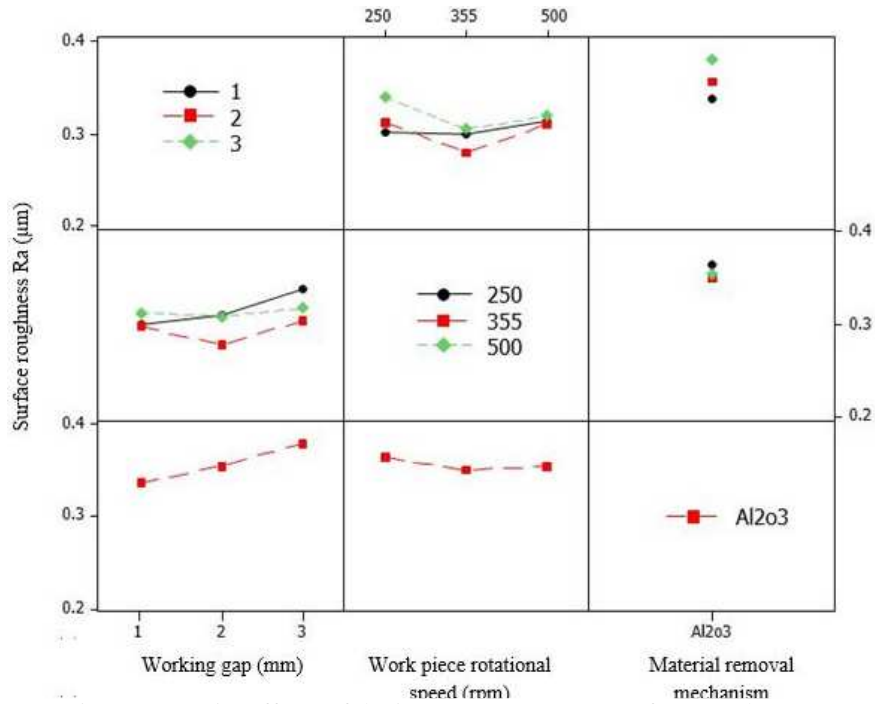 250 355 500
0.4
1
2
3
0.3
0.2
0.4
250
355
500
0.3
0.2
0.4
0.3
Al2o3
0.2
1 2 3 Al2o3
Surface roughness Ra (µm)
Working gap (mm)
Work piece rotational
speed (rpm)
Material removal
mechanism